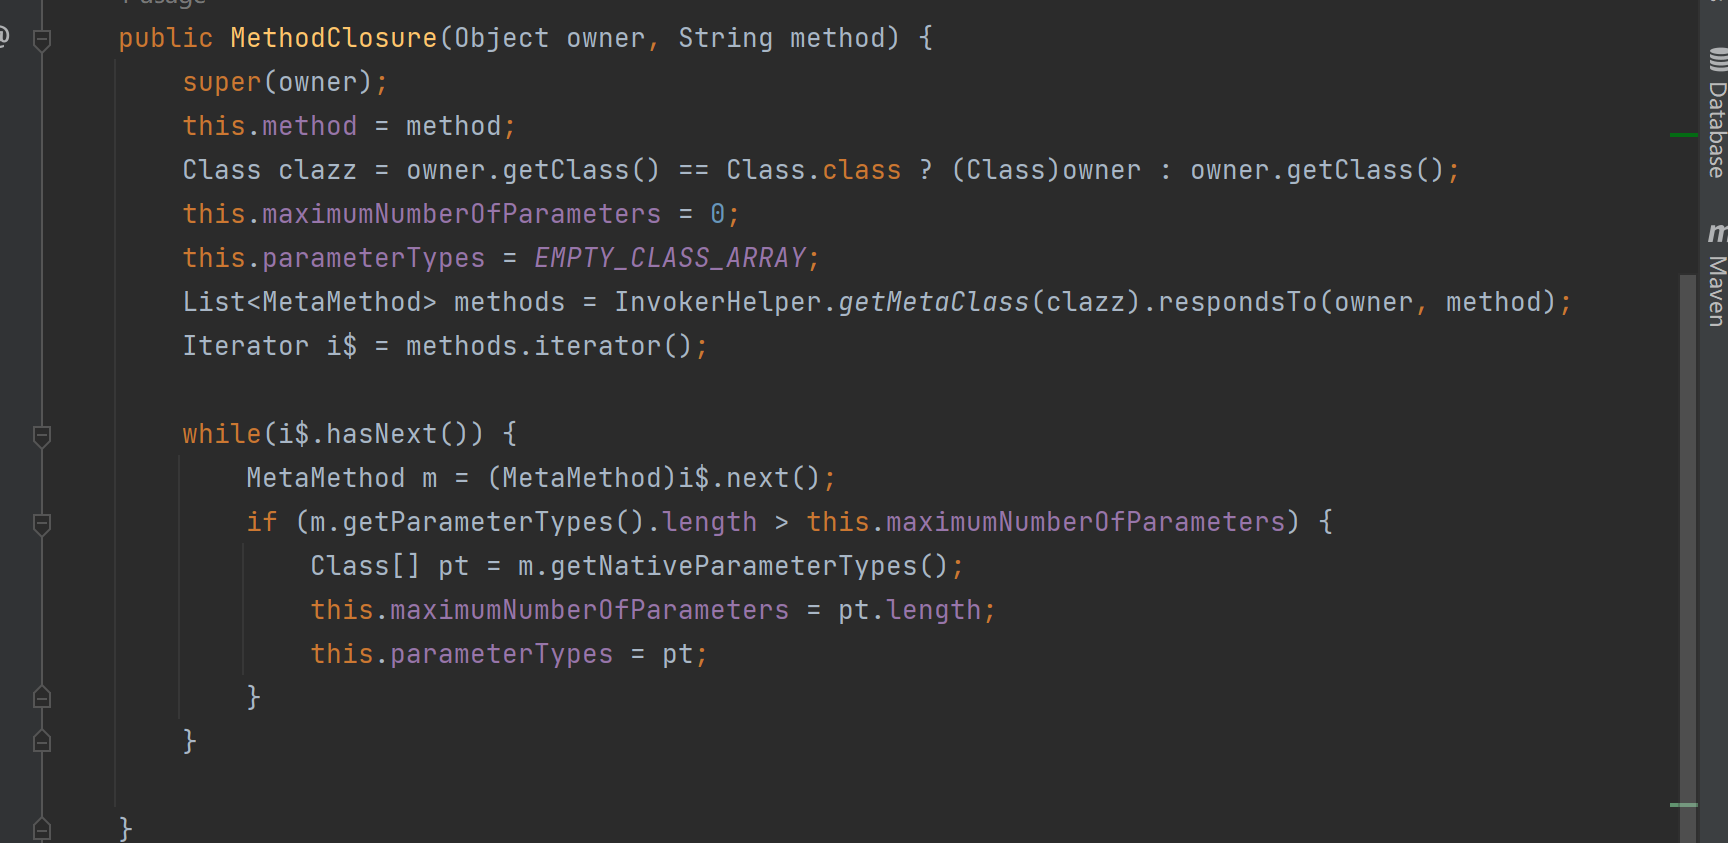 public MethodClosure(Object owner, String method) {
super(owner);
this.method = method;
Class clazz = owner.getClass() == Class.class ? (Class)owner : owner.getClass();
this.maximumNumberOfParameters = 0;
this.parameterTypes = EMPTY_CLASS_ARRAY;
List<MetaMethod> methods = InvokerHelper.getMetaClass(clazz).respondsTo(owner, method);
Iterator i$ = methods.iterator();
while(i$.hasNext()) {
MetaMethod m = (MetaMethod)i$.next();
if (m.getParameterTypes().length > this.maximumNumberOfParameters) {
Class[] pt = m.getNativeParameterTypes();
this.maximumNumberOfParameters = pt.length;
this.parameterTypes = pt;
}
}
}
Database
Maven